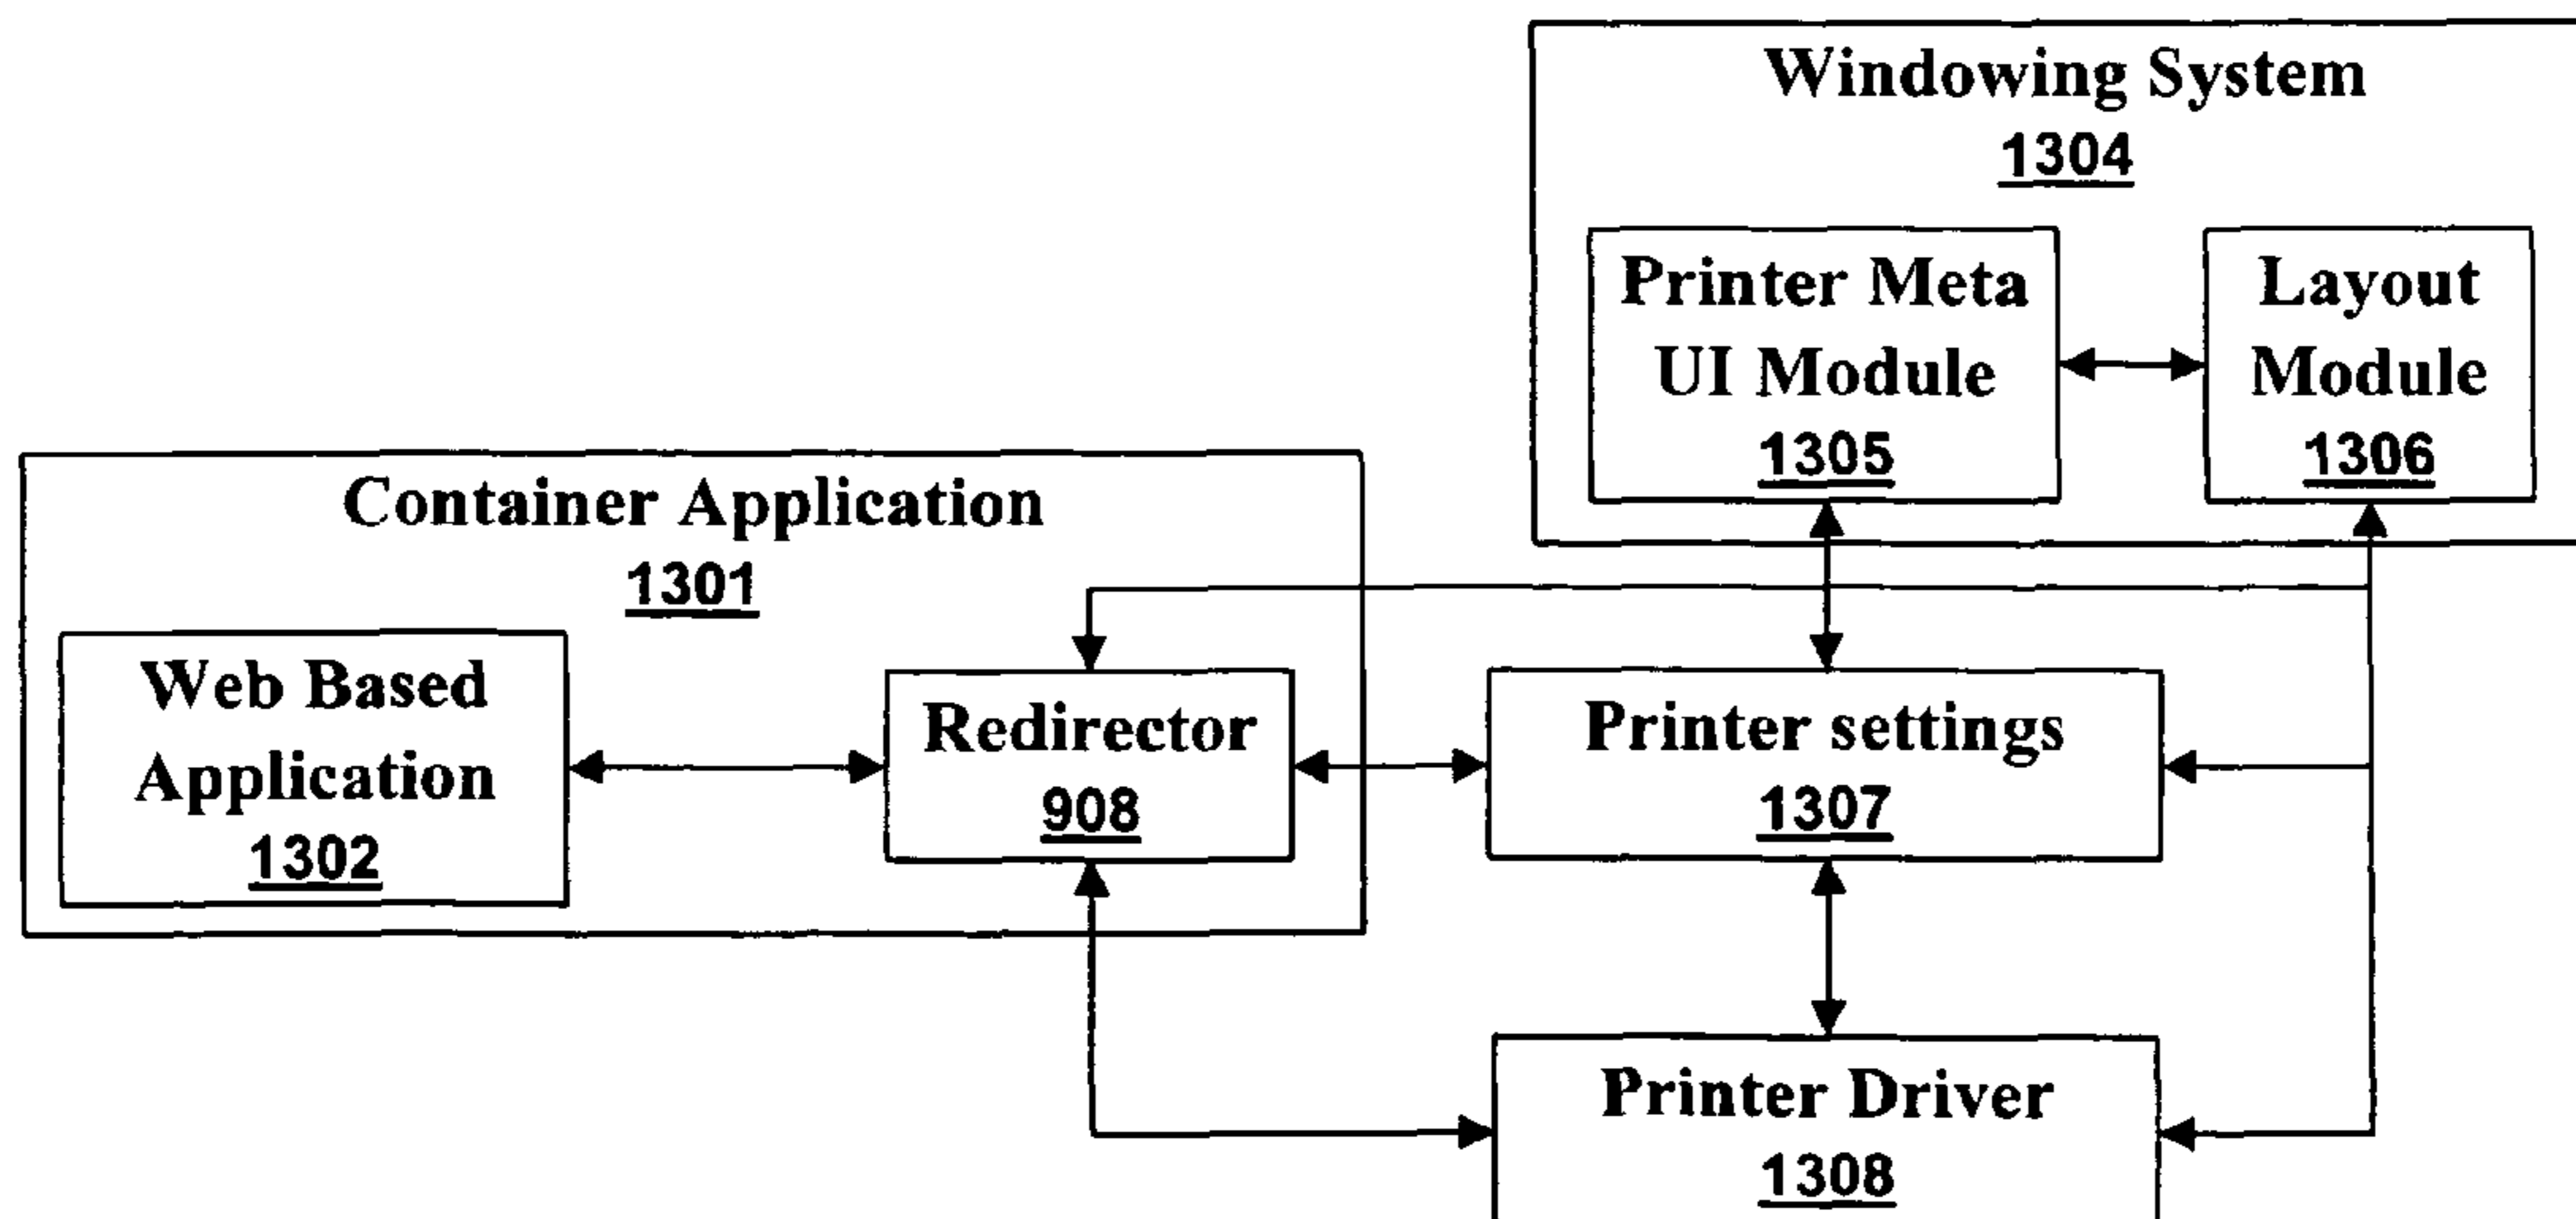 Windowing System
1304
Printer Meta
UI Module
1305
Layout
Module
1306
Container Application
1301
Web Based
Application
1302
Redirector
908
Printer settings
1307
Printer Driver
1308